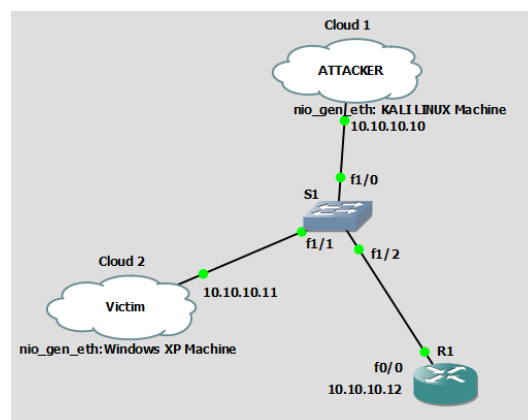 Cloud 1
ATTACKER
nio_gen_eth: KALI LINUX Machine
10.10.10.10
f1/0
S1
f1/1
f1/2
Cloud 2
Victim
10.10.10.11
nio_gen_eth:Windows XP Machine
R1
f0/0
10.10.10.12